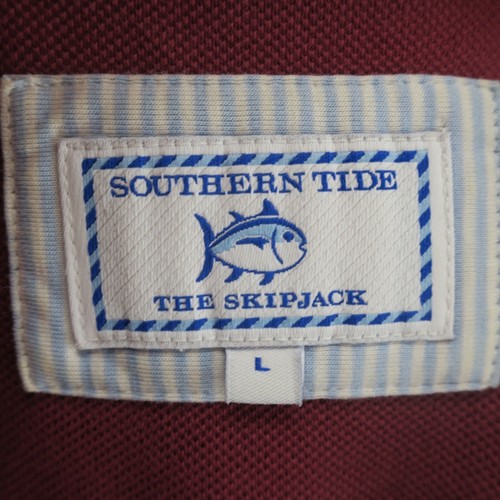 SOUTHERN TIDE
THE SKIPJACK
L